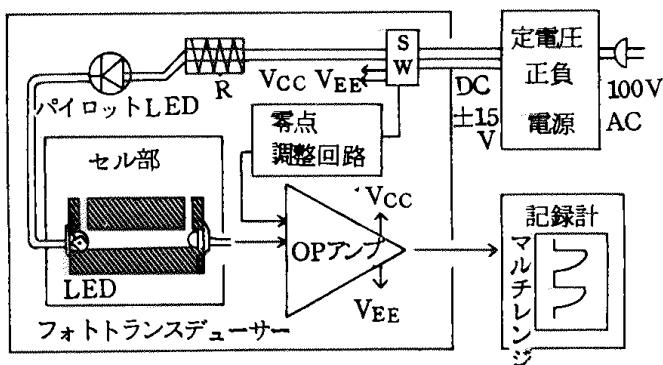 S
W
定電圧
正負
電源
100V
AC
DC
±15
V
VCC VEE
R
パイロットLED
零点
調整回路
セル部
LED
VCC
OPアンプ
VEE
記録計
マルチレンジ
フォトトランスデューサー